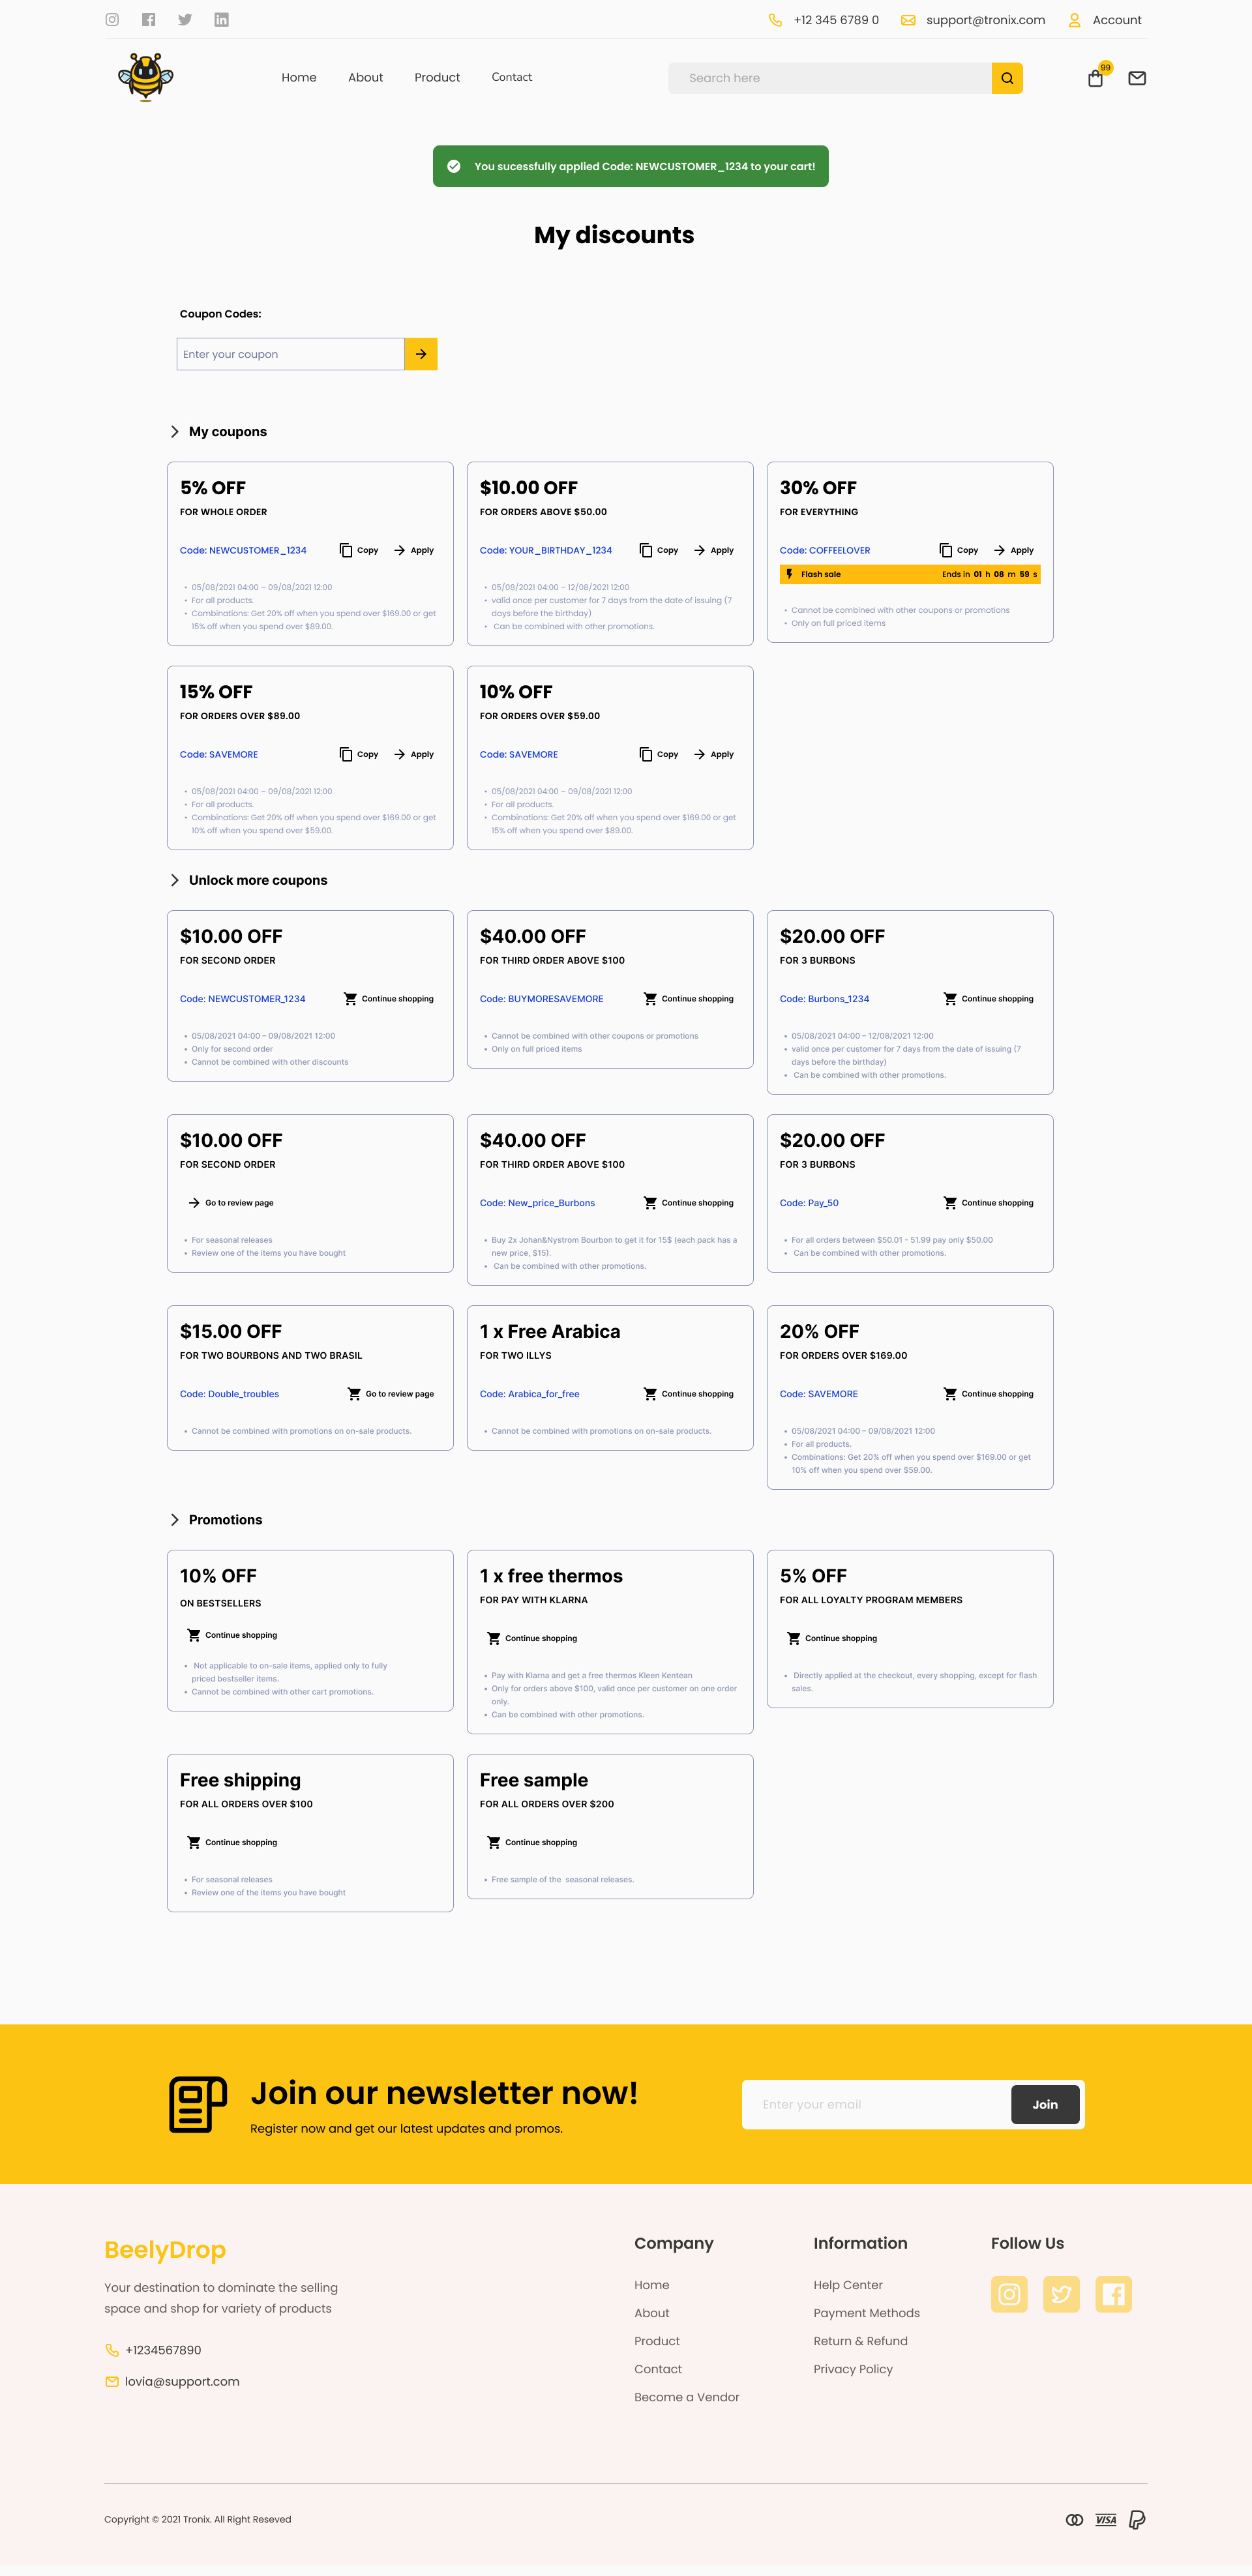 +12 345 6789 0 support@tronix.com Account
Home About Product Contact Search here 99
You sucessfully applied Code: NEWCUSTOMER_1234 to your cart!
My discounts
Coupon Codes:
Enter your coupon
My coupons
5% OFF
FOR WHOLE ORDER
Code: NEWCUSTOMER_1234 Copy Apply
• 05/08/2021 04:00 – 09/08/2021 12:00
• For all products.
• Combinations: Get 20% off when you spend over $169.00 or get
15% off when you spend over $89.00.
$10.00 OFF
FOR ORDERS ABOVE $50.00
Code: YOUR_BIRTHDAY_1234 Copy Apply
• 05/08/2021 04:00 – 12/08/2021 12:00
• valid once per customer for 7 days from the date of issuing (7
days before the birthday)
• Can be combined with other promotions.
30% OFF
FOR EVERYTHING
Code: COFFEELOVER Copy Apply
Flash sale Ends in 01 h 08 m 59 s
• Cannot be combined with other coupons or promotions
• Only on full priced items
15% OFF
FOR ORDERS OVER $89.00
Code: SAVEMORE Copy Apply
• 05/08/2021 04:00 – 09/08/2021 12:00
• For all products.
• Combinations: Get 20% off when you spend over $169.00 or get
10% off when you spend over $59.00.
10% OFF
FOR ORDERS OVER $59.00
Code: SAVEMORE Copy Apply
• 05/08/2021 04:00 – 09/08/2021 12:00
• For all products.
• Combinations: Get 20% off when you spend over $169.00 or get
15% off when you spend over $89.00.
Unlock more coupons
$10.00 OFF
FOR SECOND ORDER
Code: NEWCUSTOMER_1234 Continue shopping
• 05/08/2021 04:00 – 09/08/2021 12:00
• Only for second order
• Cannot be combined with other discounts
$40.00 OFF
FOR THIRD ORDER ABOVE $100
Code: BUYMORESAVEMORE Continue shopping
• Cannot be combined with other coupons or promotions
• Only on full priced items
$20.00 OFF
FOR 3 BURBONS
Code: Burbons_1234 Continue shopping
• 05/08/2021 04:00 – 12/08/2021 12:00
• valid once per customer for 7 days from the date of issuing (7
days before the birthday)
• Can be combined with other promotions.
$10.00 OFF
FOR SECOND ORDER
Go to review page
• For seasonal releases
• Review one of the items you have bought
$40.00 OFF
FOR THIRD ORDER ABOVE $100
Code: New_price_Burbons Continue shopping
• Buy 2x Johan&Nystrom Bourbon to get it for 15$ (each pack has a
new price, $15).
• Can be combined with other promotions.
$20.00 OFF
FOR 3 BURBONS
Code: Pay_50 Continue shopping
• For all orders between $50.01 - 51.99 pay only $50.00
• Can be combined with other promotions.
$15.00 OFF
FOR TWO BOURBONS AND TWO BRASIL
Code: Double_troubles Go to review page
• Cannot be combined with promotions on on-sale products.
1 x Free Arabica
FOR TWO ILLYS
Code: Arabica_for_free Continue shopping
• Cannot be combined with promotions on on-sale products.
20% OFF
FOR ORDERS OVER $169.00
Code: SAVEMORE Continue shopping
• 05/08/2021 04:00 – 09/08/2021 12:00
• For all products.
• Combinations: Get 20% off when you spend over $169.00 or get
10% off when you spend over $59.00.
Promotions
10% OFF
ON BESTSELLERS
Continue shopping
• Not applicable to on-sale items, applied only to fully
priced bestseller items.
• Cannot be combined with other cart promotions.
1 x free thermos
FOR PAY WITH KLARNA
Continue shopping
• Pay with Klarna and get a free thermos Kleen Kentean
• Only for orders above $100, valid once per customer on one order
only.
• Can be combined with other promotions.
5% OFF
FOR ALL LOYALTY PROGRAM MEMBERS
Continue shopping
• Directly applied at the checkout, every shopping, except for flash
sales.
Free shipping
FOR ALL ORDERS OVER $100
Continue shopping
• For seasonal releases
• Review one of the items you have bought
Free sample
FOR ALL ORDERS OVER $200
Continue shopping
• Free sample of the seasonal releases.
Join our newsletter now!
Register now and get our latest updates and promos.
Enter your email Join
BeelyDrop
Your destination to dominate the selling
space and shop for variety of products
+1234567890
lovia@support.com
Company
Home
About
Product
Contact
Become a Vendor
Information
Help Center
Payment Methods
Return & Refund
Privacy Policy
Follow Us
Copyright © 2021 Tronix. All Right Reseved VISA